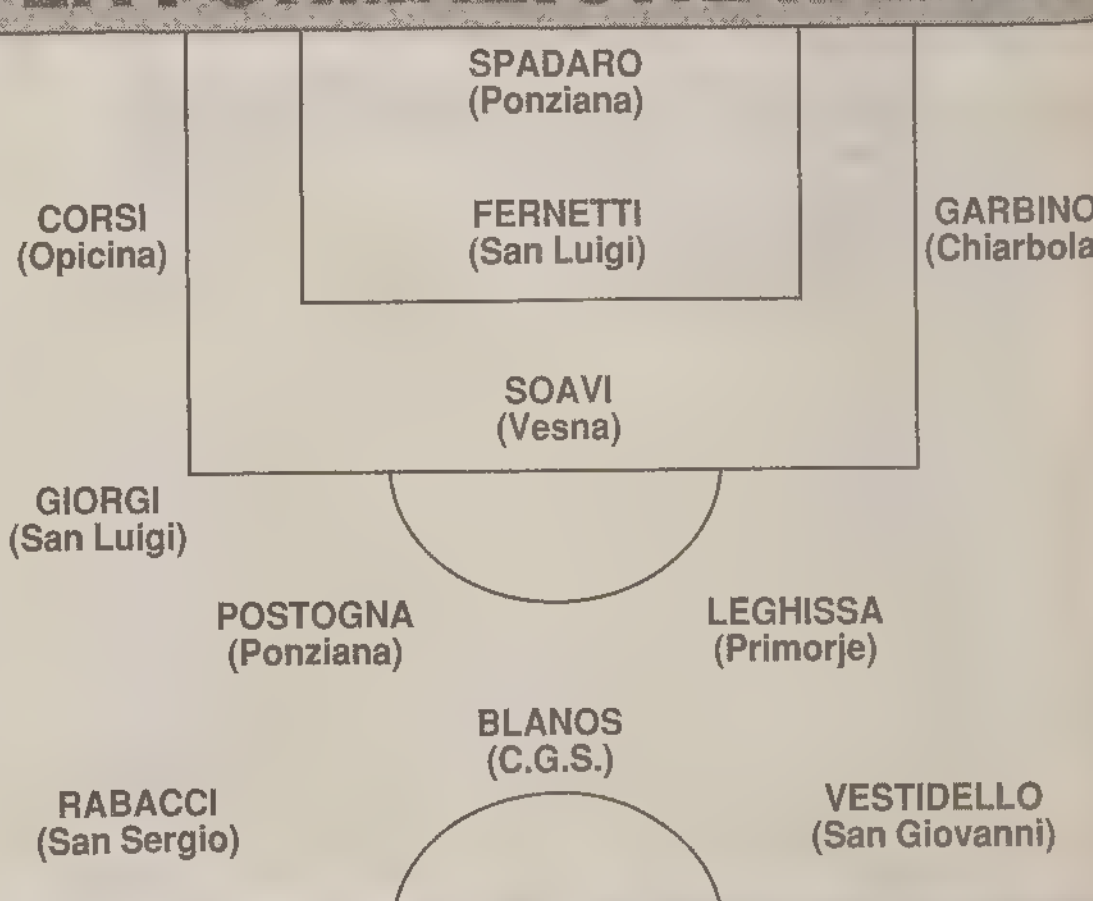 SPADARO
(Ponziana)
CORSI
(Opicina)
FERNETTI
(San Luigi)
GARBINO
(Chiarbola
SOAVI
(Vesna)
GIORGI
(San Luigi)
POSTOGNA
(Ponziana)
LEGHISSA
(Primorje)
BLANOS
(C.G.S.)
RABACCI
(San Sergio)
VESTIDELLO
(San Giovanni)